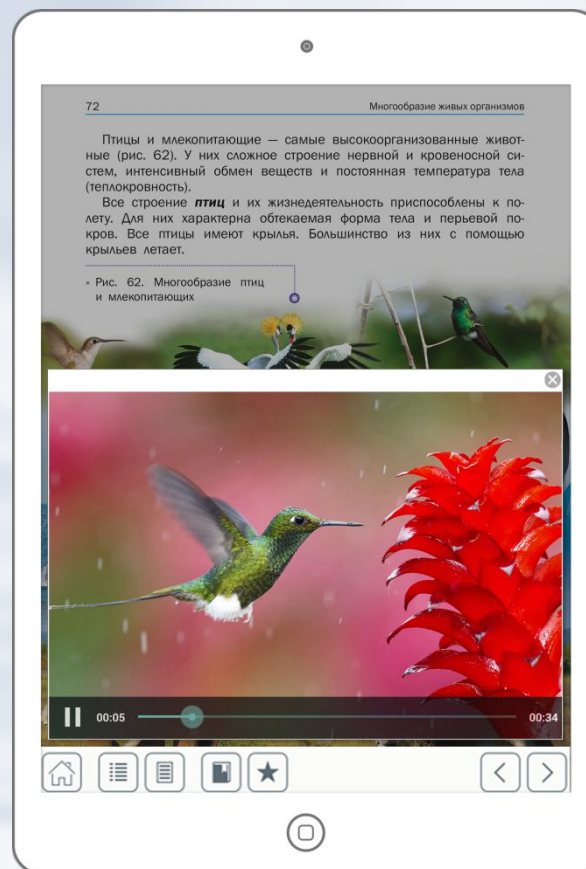 72
Многообразие живых организмов
Птицы и млекопитающие — самые высокоорганизованные живот-
ные (рис. 62). У них сложное строение нервной и кровеносной си-
стем, интенсивный обмен веществ и постоянная температура тела
(теплокровность).
Все строение птиц и их жизнедеятельность приспособлены к по-
лету. Для них характерна обтекаемая форма тела и перьевой по-
кров. Все птицы имеют крылья. Большинство из них с помощью
крыльев летает.
Рис. 62. Многообразие птиц
и млекопитающих
00:05
00:34